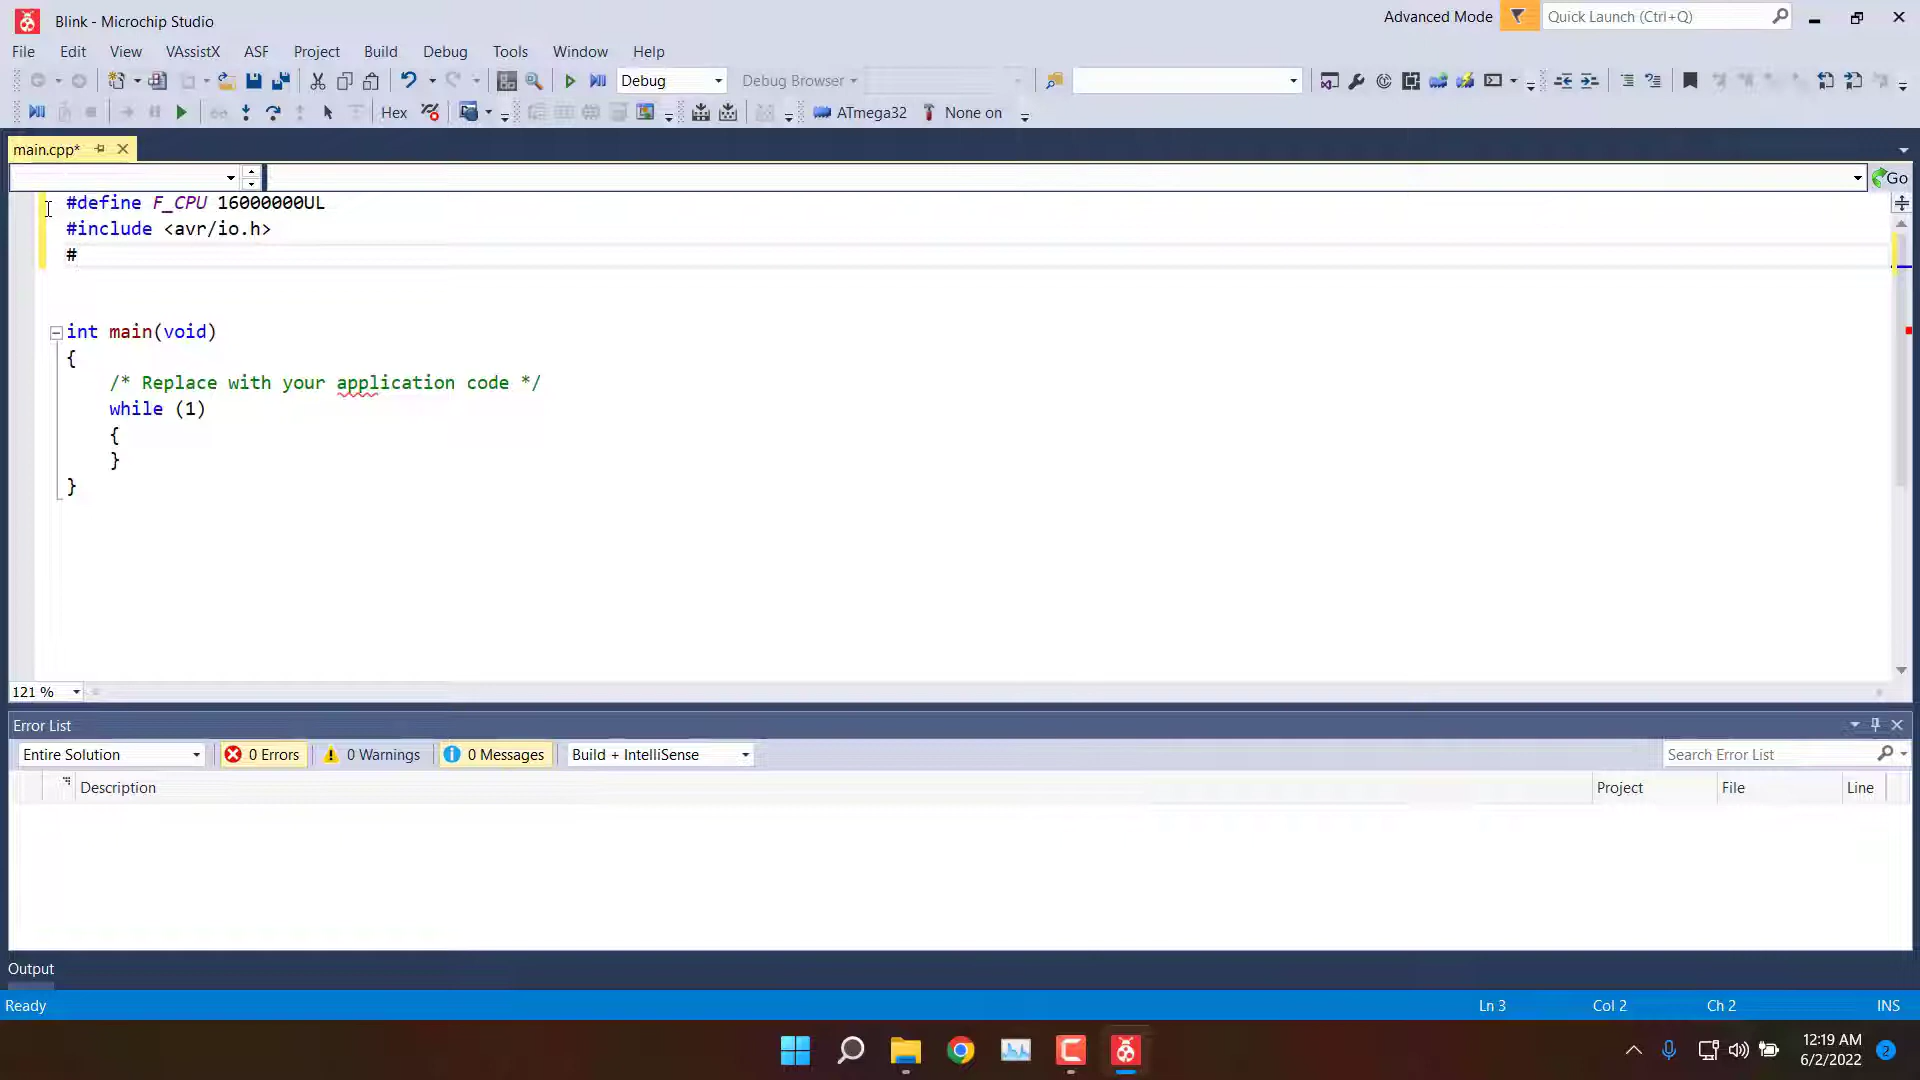 Blink - Microchip Studio
Advanced Mode
Quick Launch (Ctrl+Q)
File Edit View VAssistX ASF Project Build Debug Tools Window Help
Debug
Debug Browser
Hex
ATmega32
None on
main.cpp*
Go
#define F_CPU 16000000UL
#include <avr/io.h>
#
int main(void)
{
/* Replace with your application code */
while (1)
{
}
}
121 %
Error List
Entire Solution
0 Errors
0 Warnings
0 Messages
Build + IntelliSense
Search Error List
Description
Project
File
Line
Output
Ready
Ln 3
Col 2
Ch 2
INS
12:19 AM
6/2/2022
2